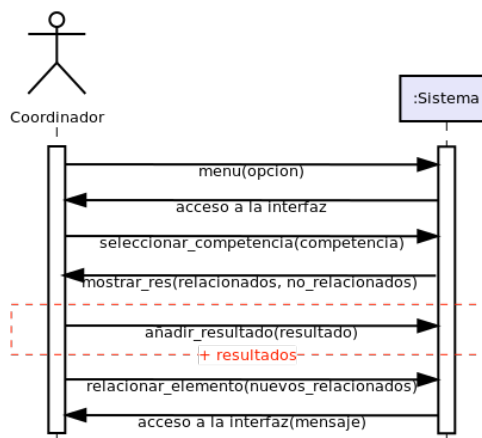 Coordinador
:Sistema
menu(opcion)
acceso a la interfaz
seleccionar_competencia(competencia)
mostrar_res(relacionados, no_relacionados)
añadir_resultado(resultado)
+ resultados
relacionar_elemento(nuevos_relacionados)
acceso a la interfaz(mensaje)